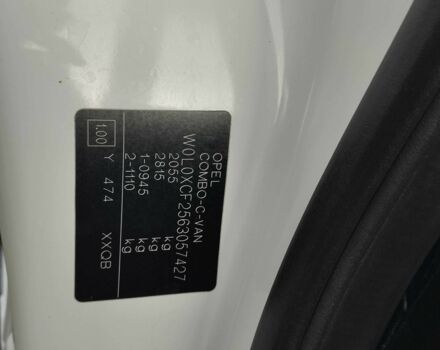 OPEL
COMBO-C-VAN
W0L0XCF2563057427
2055 kg
2815 kg
1-0945 kg
2-1110 kg
1.00 Y 474 XXQB